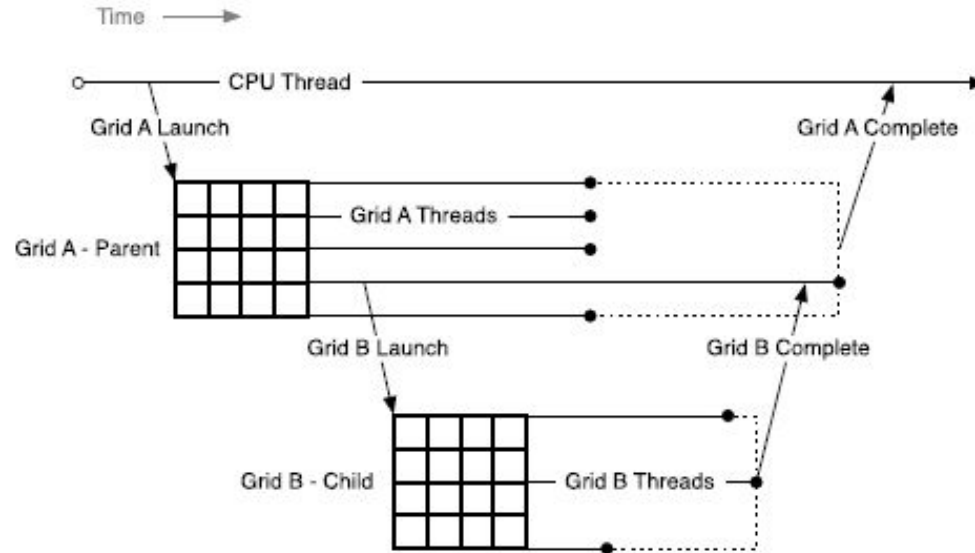 Time
CPU Thread
Grid A Launch
Grid A Complete
Grid A Threads
Grid A - Parent
Grid B Launch
Grid B Complete
Grid B - Child
Grid B Threads